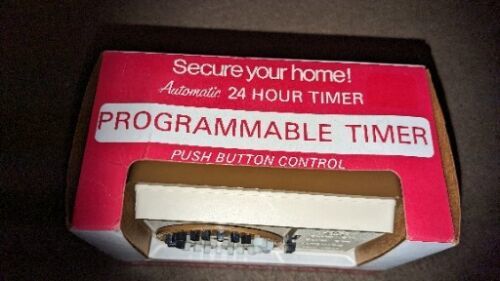 Secure your home!
Automatic 24 HOUR TIMER
PROGRAMMABLE TIMER
PUSH BUTTON CONTROL